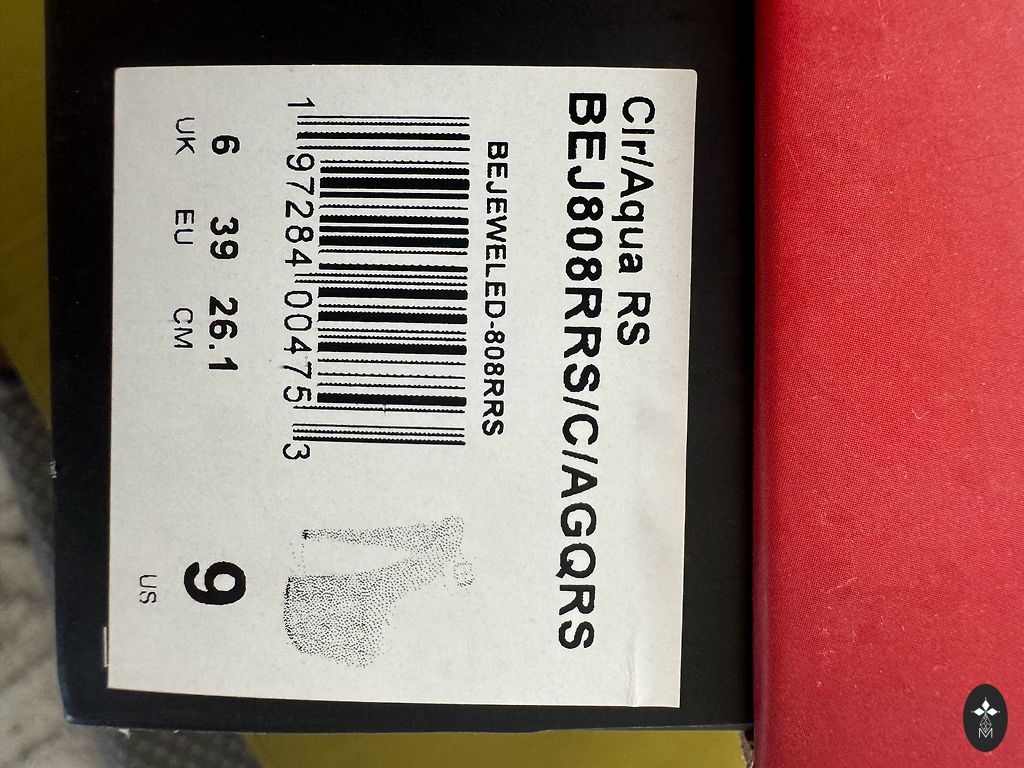 Clr/Aqua RS
BEJ808RRS/C/AGQRS
BEJEWELED-808RRS
1 97284 00475 3
6 39 26.1
UK EU CM
9
US
M